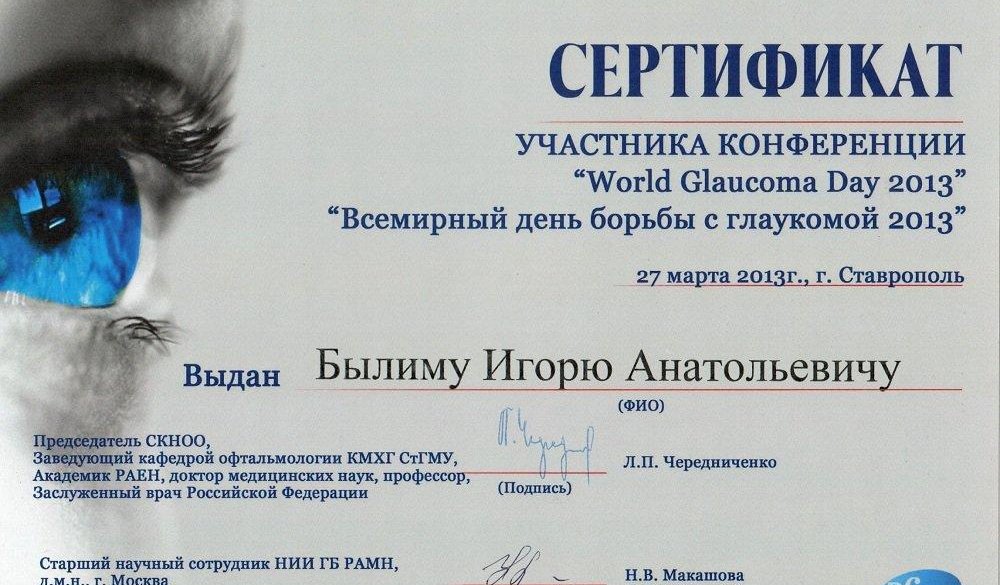 СЕРТИФИКАТ
УЧАСТНИКА КОНФЕРЕНЦИИ
“World Glaucoma Day 2013”
“Всемирный день борьбы с глаукомой 2013”
27 марта 2013г., г. Ставрополь
Выдан Былиму Игорю Анатольевичу
(ФИО)
Председатель СКНОО,
Заведующий кафедрой офтальмологии КМХГ СтГМУ,
Академик РАЕН, доктор медицинских наук, профессор,
Заслуженный врач Российской Федерации
(Подпись)
Л.П. Чередниченко
Старший научный сотрудник НИИ ГБ РАМН,
д.м.н., г. Москва
Н.В. Макашова